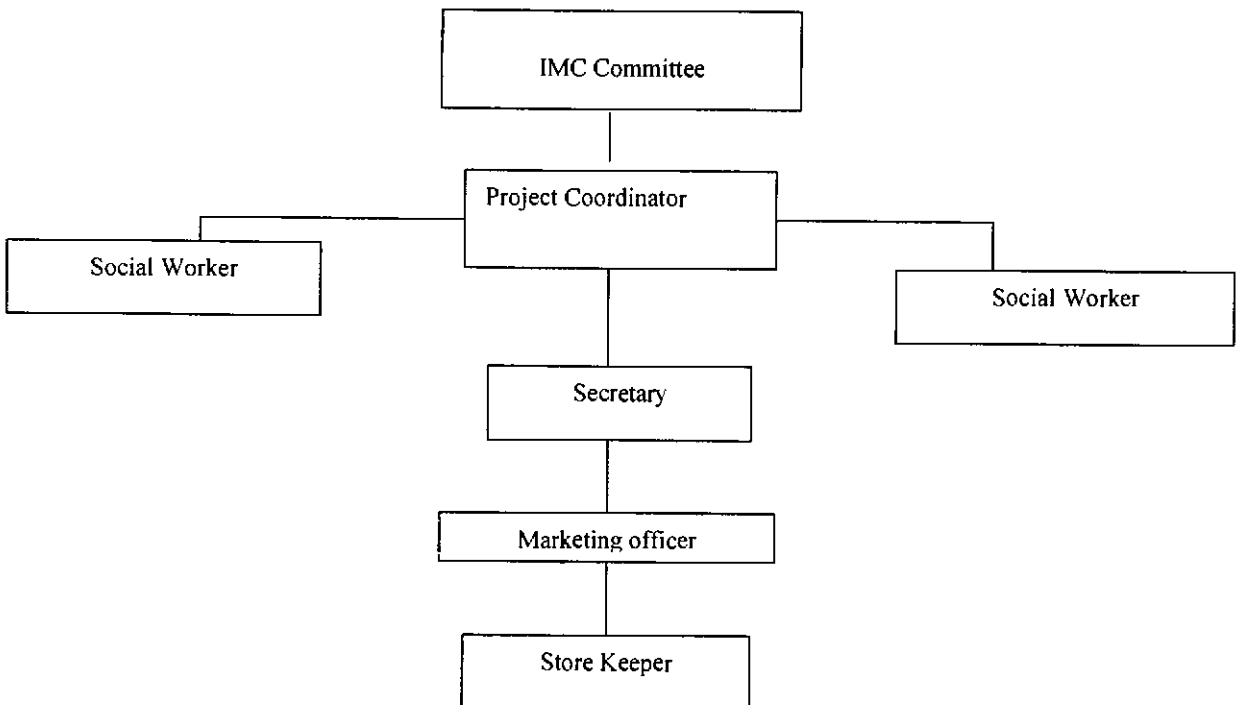 IMC Committee
Project Coordinator
Social Worker
Social Worker
Secretary
Marketing officer
Store Keeper